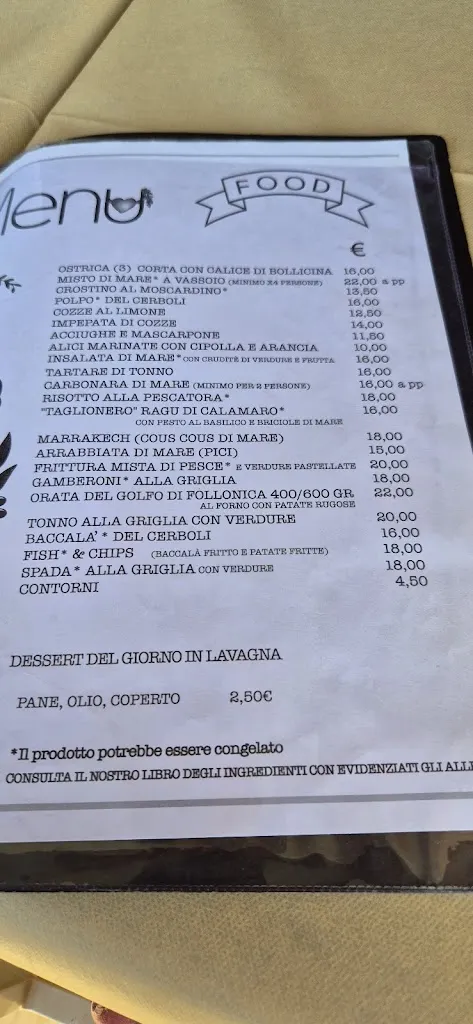 Menu
FOOD
€
OSTRICA (3) CORTA CON CALICE DI BOLLICINA 16,00
MISTO DI MARE* A VASSOIO (MINIMO X4 PERSONE) 22,00 a pp
CROSTINO AL MOSCARDINO* 13,50
POLPO* DEL CERBOLI 16,00
COZZE AL LIMONE 12,50
IMPEPATA DI COZZE 14,00
ACCIUGHE E MASCARPONE 11,50
ALICI MARINATE CON CIPOLLA E ARANCIA 10,00
INSALATA DI MARE* CON CRUDITÈ DI VERDURE E FRUTTA 16,00
TARTARE DI TONNO 16,00
CARBONARA DI MARE (MINIMO PER 2 PERSONE) 16,00 a pp
RISOTTO ALLA PESCATORA* 18,00
"TAGLIONERO" RAGU DI CALAMARO* 16,00
CON PESTO AL BASILICO E BRICIOLE DI MARE
MARRAKECH (COUS COUS DI MARE) 18,00
ARRABBIATA DI MARE (PICI) 15,00
FRITTURA MISTA DI PESCE* E VERDURE PASTELLATE 20,00
GAMBERONI* ALLA GRIGLIA 18,00
ORATA DEL GOLFO DI FOLLONICA 400/600 GR 22,00
AL FORNO CON PATATE RUGOSE
TONNO ALLA GRIGLIA CON VERDURE 20,00
BACCALA'* DEL CERBOLI 16,00
FISH* & CHIPS (BACCALÀ FRITTO E PATATE FRITTE) 18,00
SPADA* ALLA GRIGLIA CON VERDURE 18,00
CONTORNI 4,50
DESSERT DEL GIORNO IN LAVAGNA
PANE, OLIO, COPERTO 2,50€
*Il prodotto potrebbe essere congelato
CONSULTA IL NOSTRO LIBRO DEGLI INGREDIENTI CON EVIDENZIATI GLI ALLE